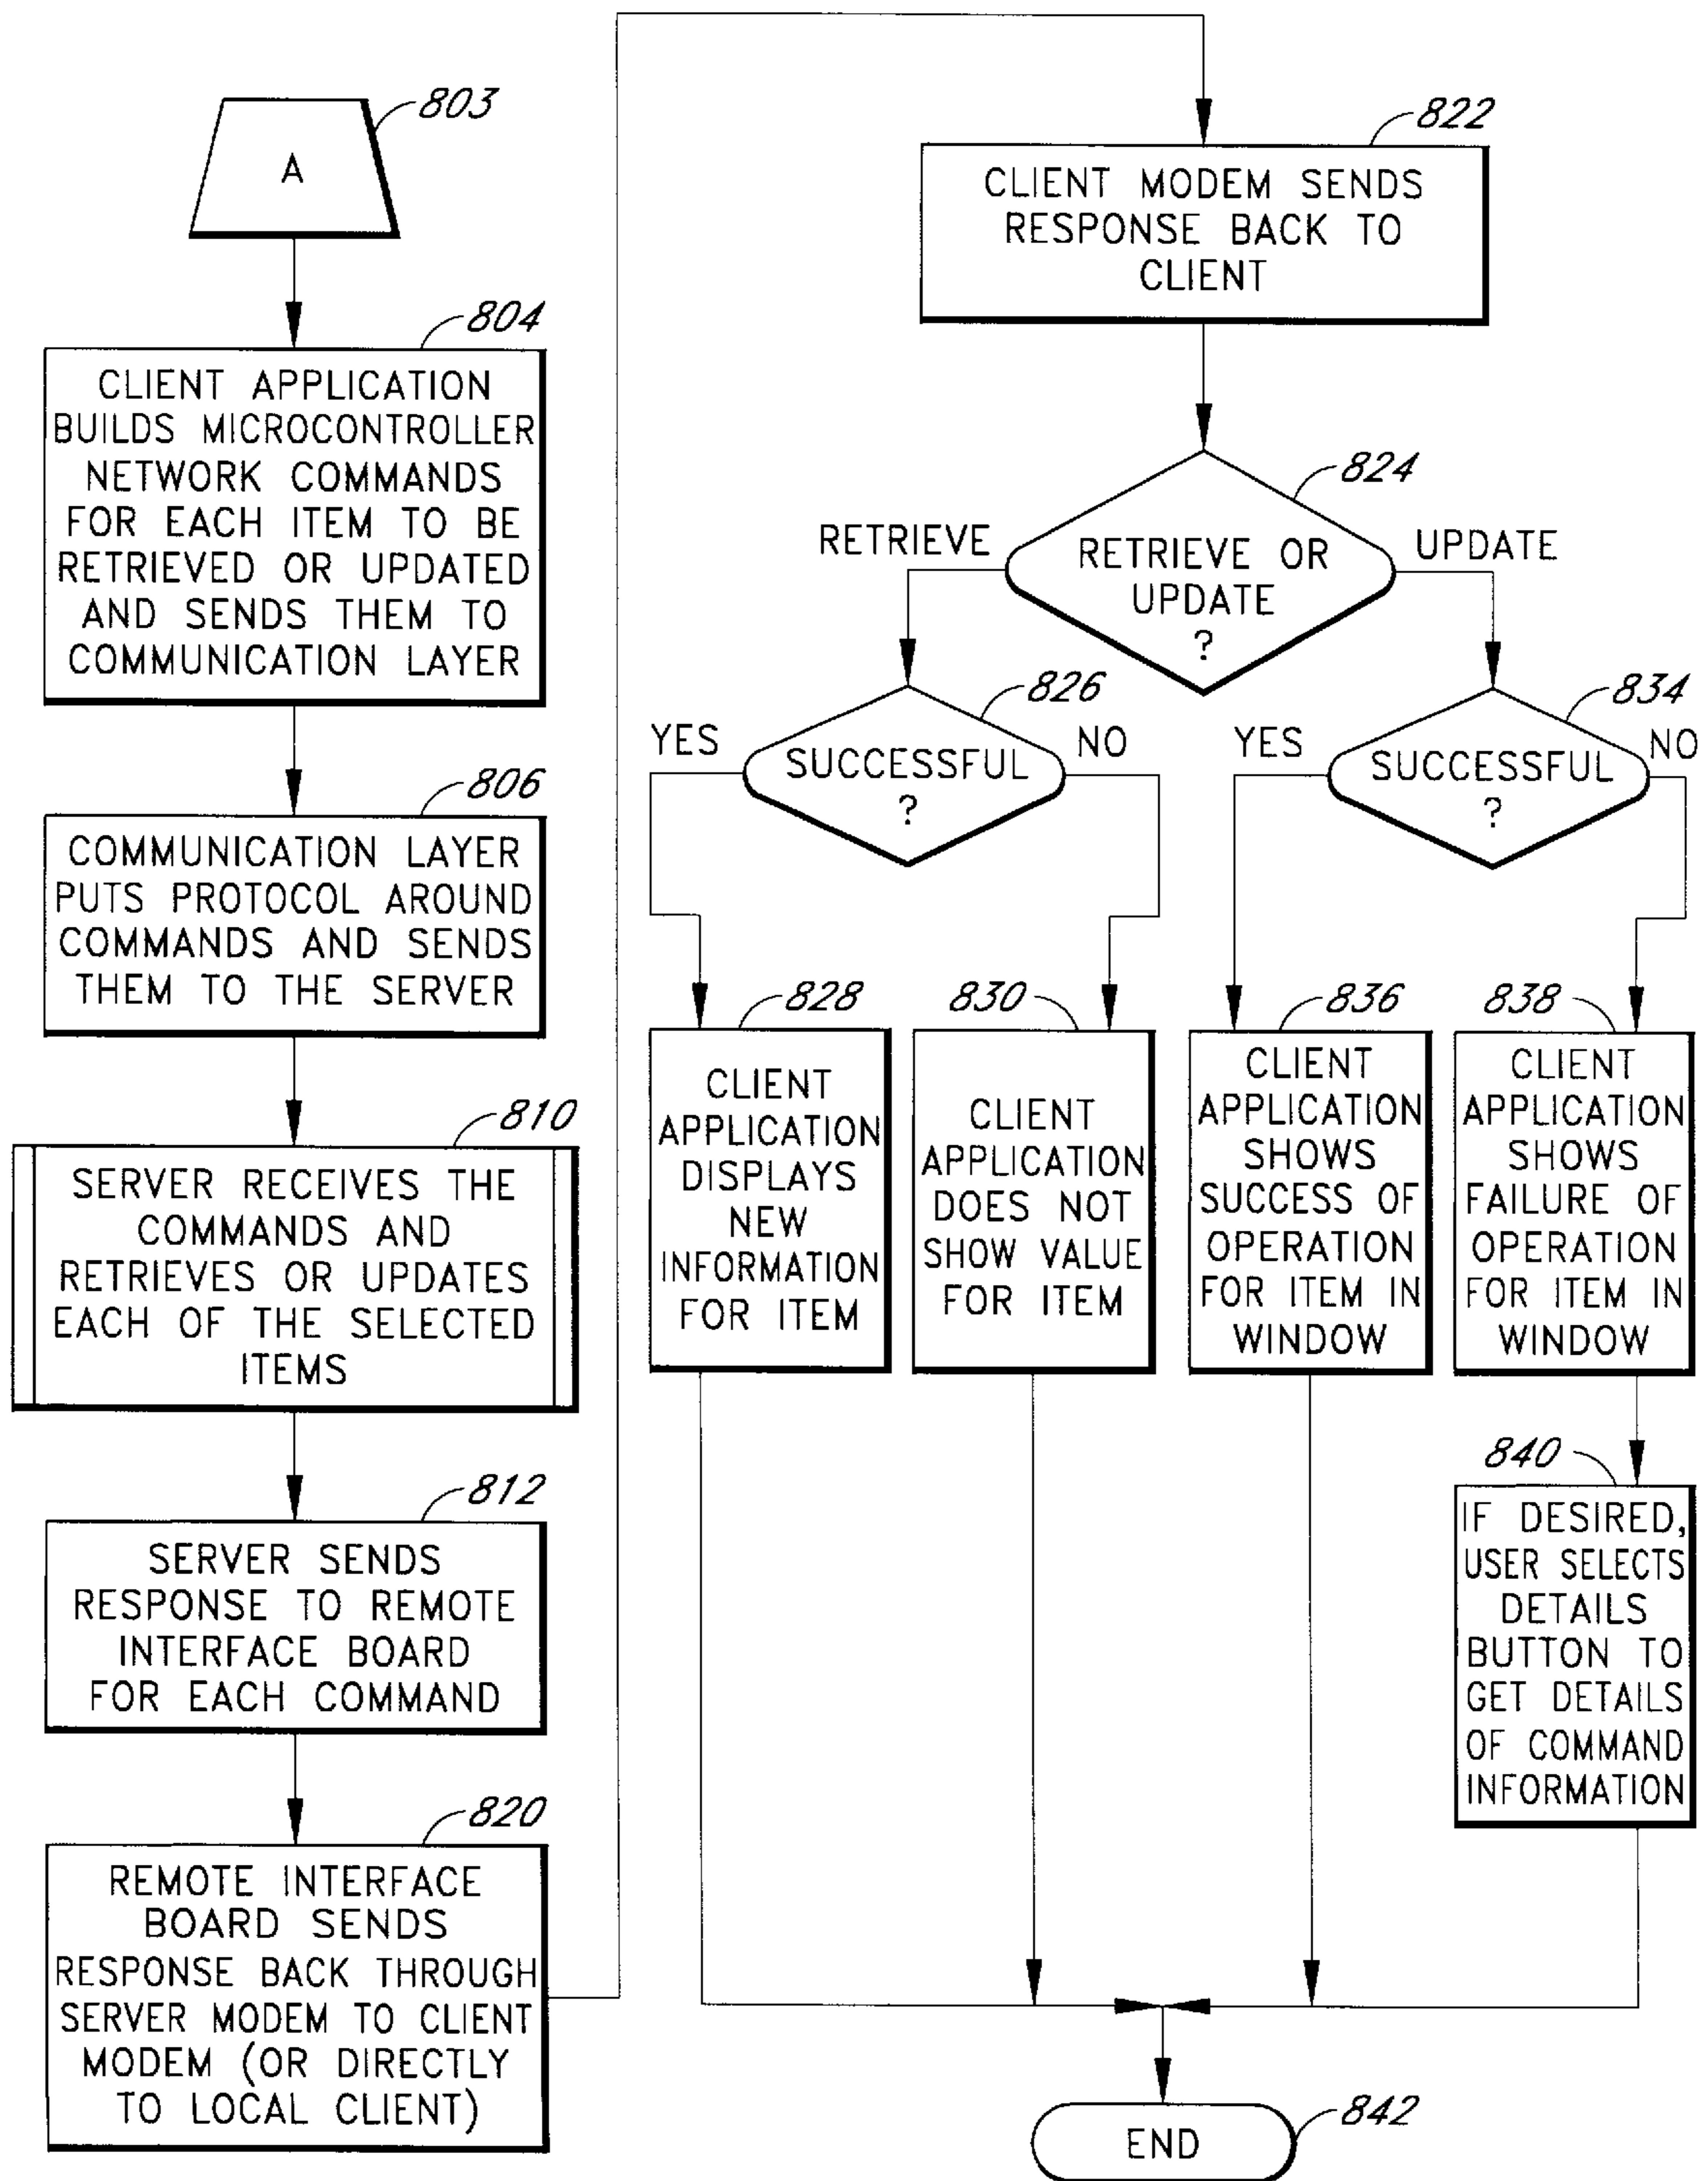 803
A
804
CLIENT APPLICATION
BUILDS MICROCONTROLLER
NETWORK COMMANDS
FOR EACH ITEM TO BE
RETRIEVED OR UPDATED
AND SENDS THEM TO
COMMUNICATION LAYER
806
COMMUNICATION LAYER
PUTS PROTOCOL AROUND
COMMANDS AND SENDS
THEM TO THE SERVER
810
SERVER RECEIVES THE
COMMANDS AND
RETRIEVES OR UPDATES
EACH OF THE SELECTED
ITEMS
812
SERVER SENDS
RESPONSE TO REMOTE
INTERFACE BOARD
FOR EACH COMMAND
820
REMOTE INTERFACE
BOARD SENDS
RESPONSE BACK THROUGH
SERVER MODEM TO CLIENT
MODEM (OR DIRECTLY
TO LOCAL CLIENT)
822
CLIENT MODEM SENDS
RESPONSE BACK TO
CLIENT
824
RETRIEVE
RETRIEVE OR
UPDATE
?
UPDATE
826
YES
SUCCESSFUL
?
NO
834
YES
SUCCESSFUL
?
NO
828
CLIENT
APPLICATION
DISPLAYS
NEW
INFORMATION
FOR ITEM
830
CLIENT
APPLICATION
DOES NOT
SHOW VALUE
FOR ITEM
836
CLIENT
APPLICATION
SHOWS
SUCCESS OF
OPERATION
FOR ITEM IN
WINDOW
838
CLIENT
APPLICATION
SHOWS
FAILURE OF
OPERATION
FOR ITEM IN
WINDOW
840
IF DESIRED,
USER SELECTS
DETAILS
BUTTON TO
GET DETAILS
OF COMMAND
INFORMATION
842
END